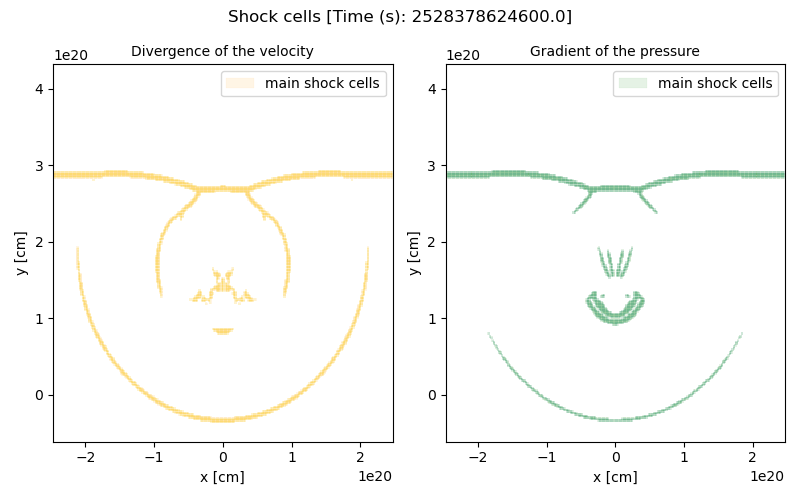 Shock cells [Time (s): 2528378624600.0]
Divergence of the velocity
Gradient of the pressure
1e20
1e20
main shock cells
main shock cells
4
3
2
1
0
y [cm]
−2
−1
0
1
2
x [cm]
1e20
4
3
2
1
0
y [cm]
−2
−1
0
1
2
x [cm]
1e20